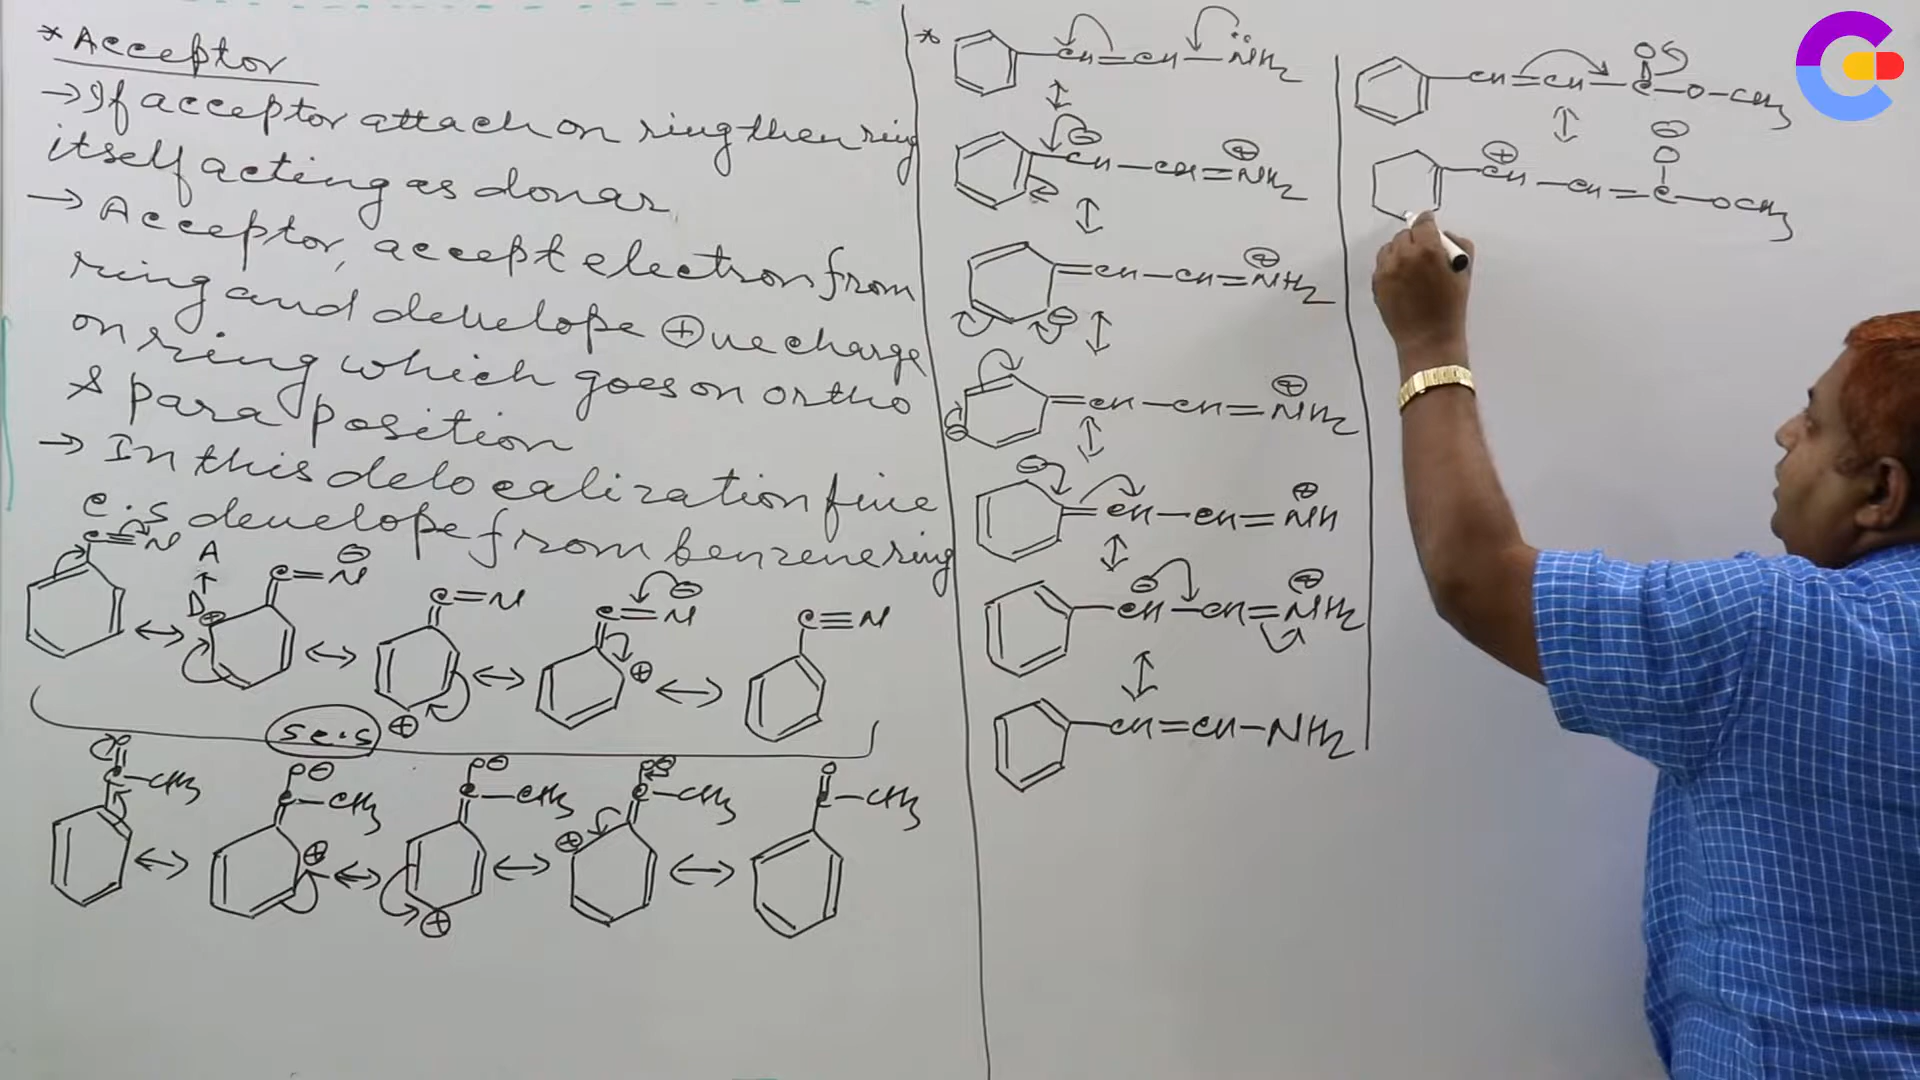 * Acceptor
→ If acceptor attach on ring then ring
itself acting as donar
→ Acceptor, accept electron from
ring and develope ⊕ve charge
on ring which goes on ortho
& para position
→ In this delocalization five
e.s develope from benzene ring
C≡N
A
D ⊕
C=N ⊖
C=N
⊕
C=N ⊖
⊕
C≡N
5 e.s
O
C-CH3
O⊖
C-CH3
⊕
O⊖
C-CH3
⊕
O⊖
C-CH3
⊕
O
C-CH3
* CH=CH-NH2
⊖ ⊕
CH-CH=NH2
⊕
=CH-CH=NH2
⊖
⊕
=CH-CH=NH2
⊖
⊖ ⊕
=CH-CH=NH
⊖ ⊕
CH-CH=NH2
CH=CH-NH2
O
CH=CH-C-O-CH3
⊖
O
⊕
CH-CH=C-OCH3